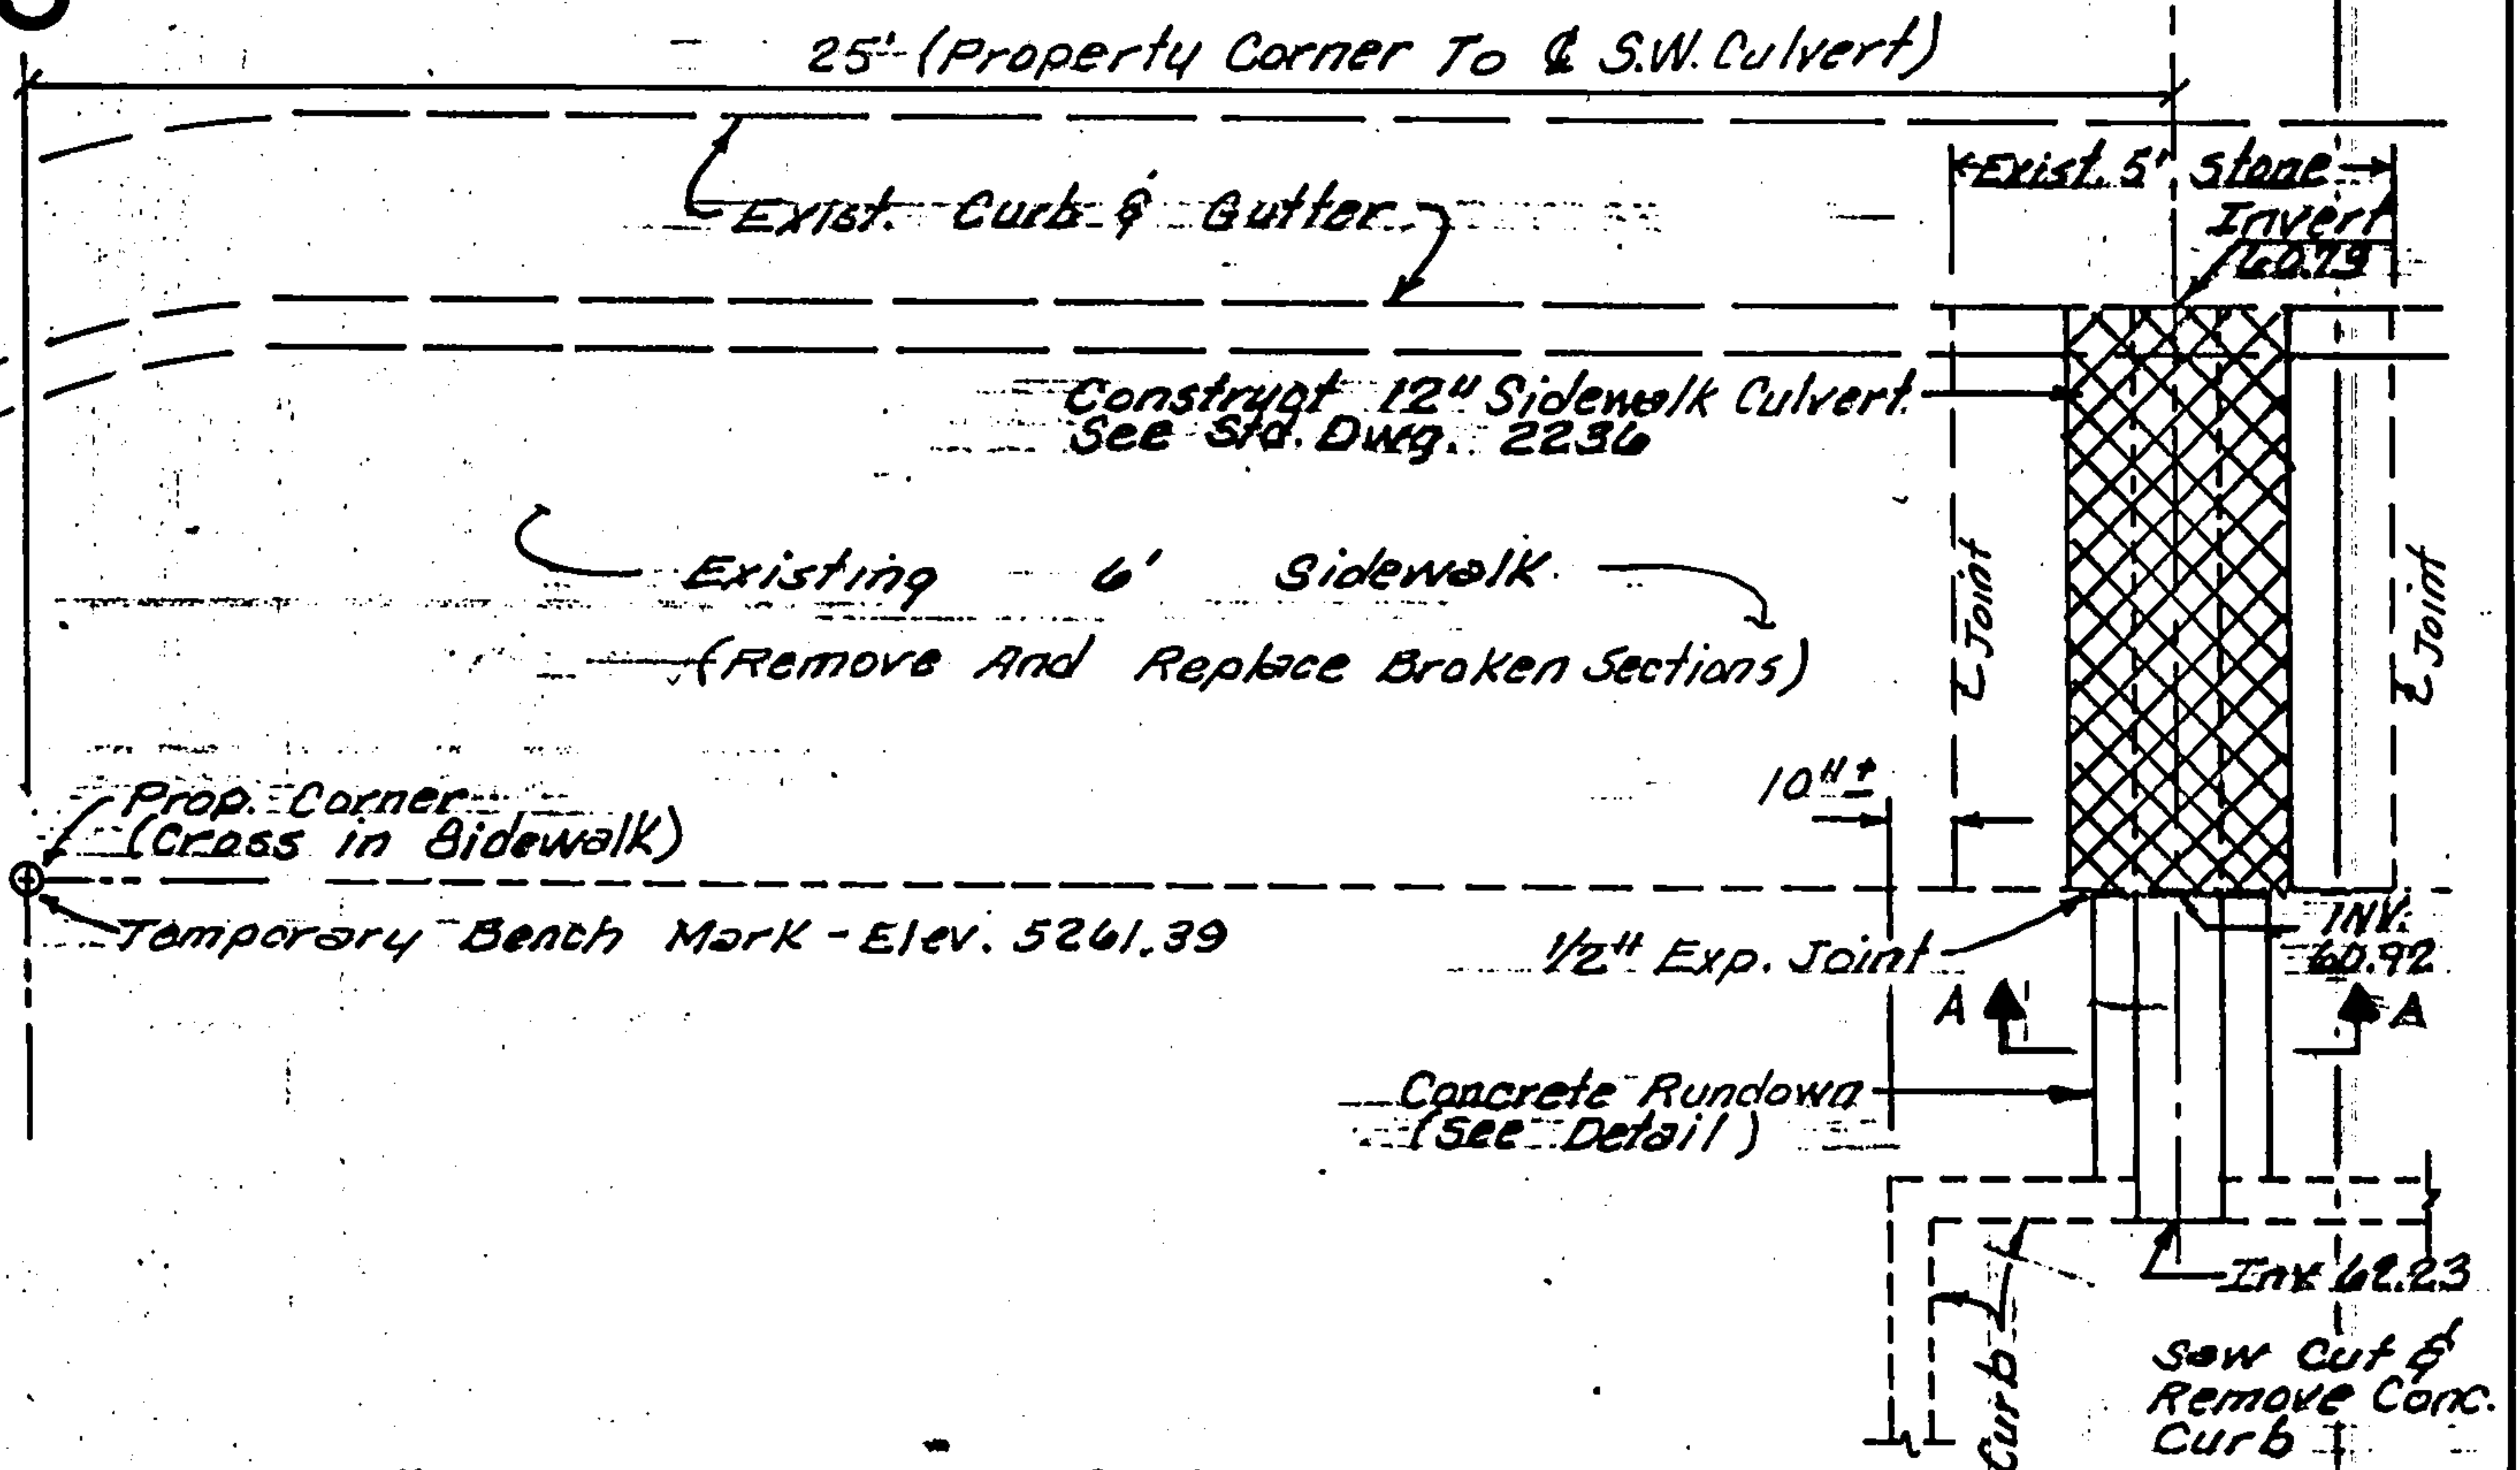 25' (Property Corner To ℄ S.W. Culvert)
Exist. 5' Stone
Invert
60.73
Exist. Curb & Gutter
Construct 12" Sidewalk Culvert
See Std. Dwg. 2236
Existing 6' Sidewalk
(Remove And Replace Broken Sections)
℄ Joint
℄ Joint
10" ±
Prop. Corner
(Cross in Sidewalk)
Temporary Bench Mark - Elev. 5261.39
1/2" Exp. Joint
INV.
60.92
A
A
Concrete Rundown
(See Detail)
Inv.
Curb
Saw Cut &
Remove Conc.
Curb